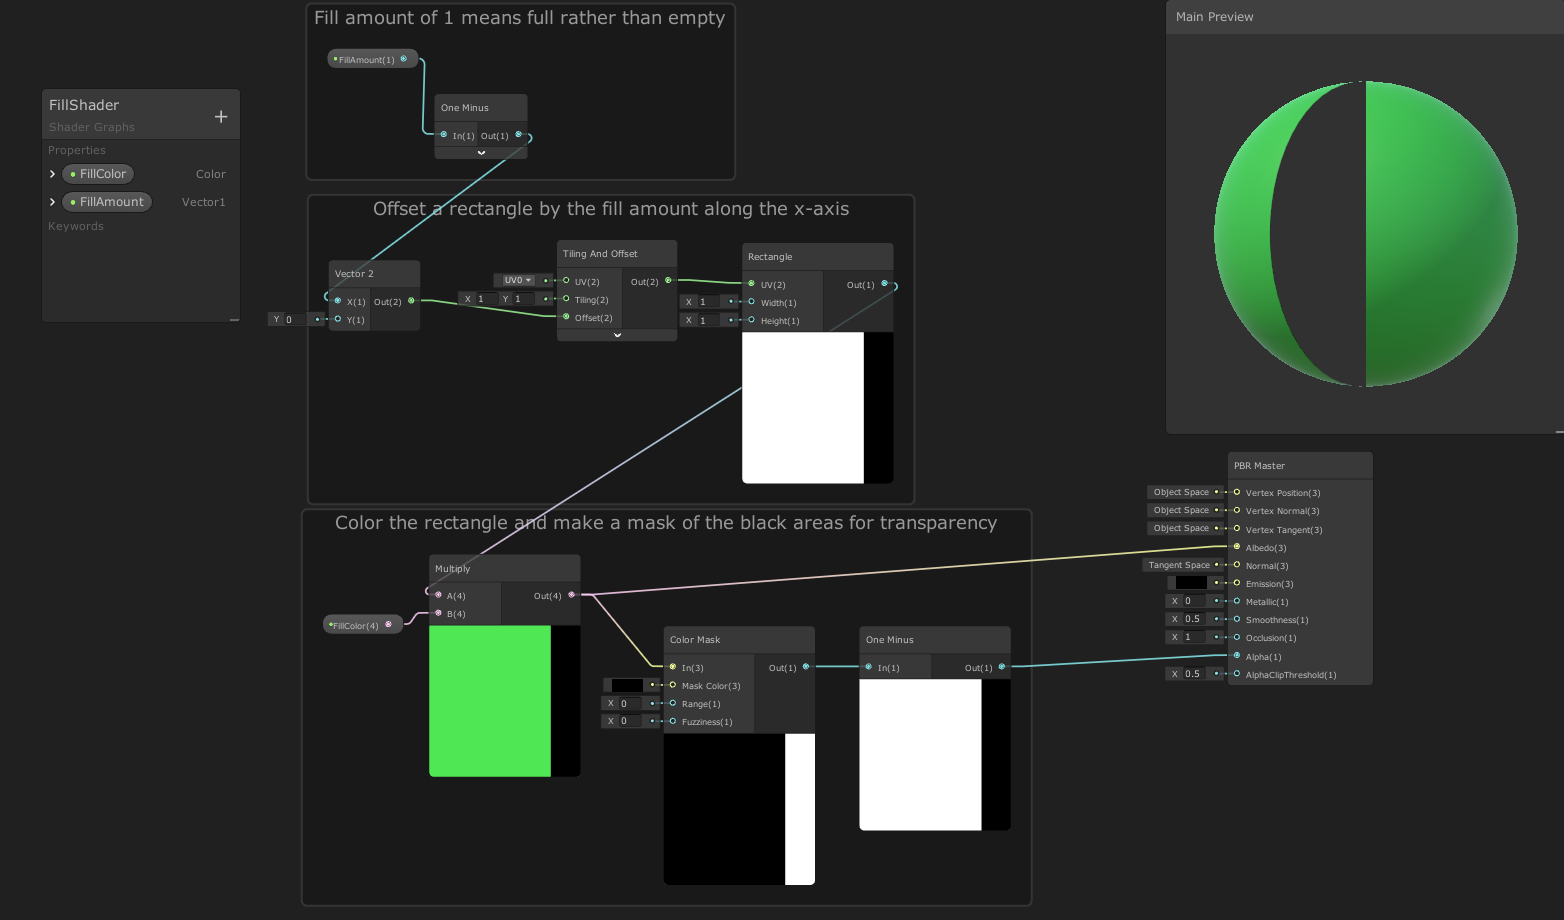 FillShader
Shader Graphs
Properties
FillColor Color
FillAmount Vector1
Keywords
Fill amount of 1 means full rather than empty
FillAmount(1)
One Minus
In(1) Out(1)
Offset a rectangle by the fill amount along the x-axis
Vector 2
X(1) Out(2)
Y 0 Y(1)
Tiling And Offset
UV0 UV(2) Out(2)
X 1 Y 1 Tiling(2)
Offset(2)
Rectangle
UV(2) Out(1)
X 1 Width(1)
X 1 Height(1)
Color the rectangle and make a mask of the black areas for transparency
Multiply
A(4) Out(4)
B(4)
FillColor(4)
Color Mask
In(3) Out(1)
Mask Color(3)
X 0 Range(1)
X 0 Fuzziness(1)
One Minus
In(1) Out(1)
Main Preview
PBR Master
Object Space Vertex Position(3)
Object Space Vertex Normal(3)
Object Space Vertex Tangent(3)
Albedo(3)
Tangent Space Normal(3)
Emission(3)
X 0 Metallic(1)
X 0.5 Smoothness(1)
X 1 Occlusion(1)
Alpha(1)
X 0.5 AlphaClipThreshold(1)